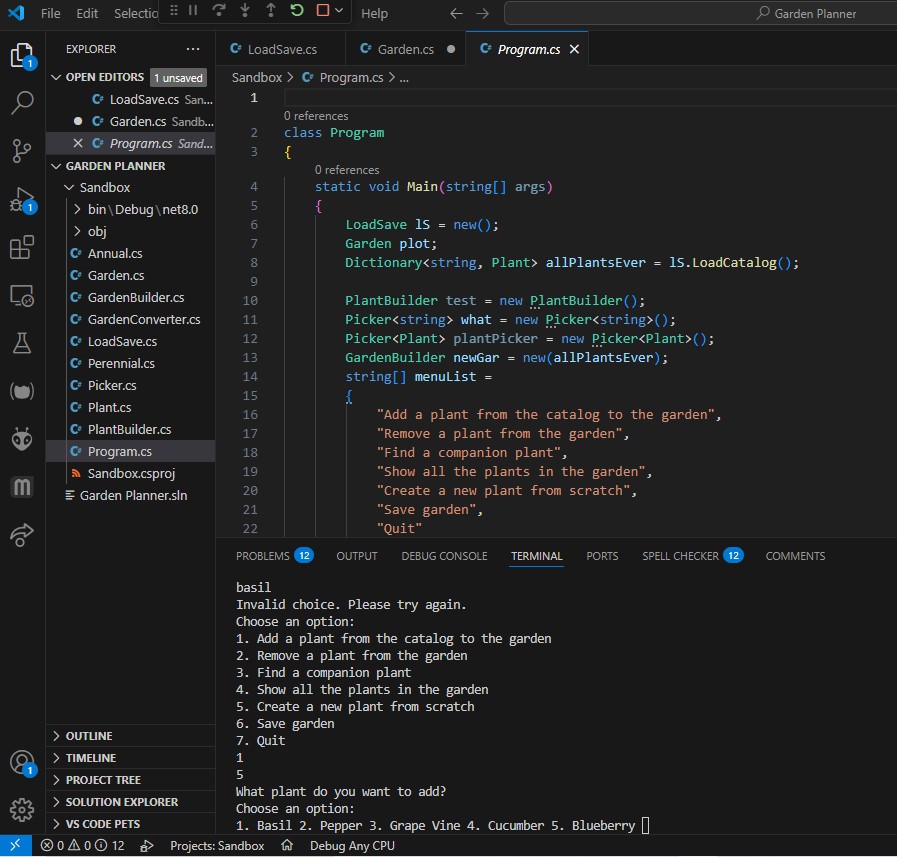 File Edit Selectio Help Garden Planner
EXPLORER
OPEN EDITORS 1 unsaved
LoadSave.cs San...
Garden.cs Sandb...
Program.cs Sand...
GARDEN PLANNER
Sandbox
bin\Debug\net8.0
obj
Annual.cs
Garden.cs
GardenBuilder.cs
GardenConverter.cs
LoadSave.cs
Perennial.cs
Picker.cs
Plant.cs
PlantBuilder.cs
Program.cs
Sandbox.csproj
Garden Planner.sln
OUTLINE
TIMELINE
PROJECT TREE
SOLUTION EXPLORER
VS CODE PETS
1
1
1
LoadSave.cs Garden.cs Program.cs
Sandbox > Program.cs > ...
1
0 references
2 class Program
3 {
0 references
4 static void Main(string[] args)
5 {
6 LoadSave lS = new();
7 Garden plot;
8 Dictionary<string, Plant> allPlantsEver = lS.LoadCatalog();
9
10 PlantBuilder test = new PlantBuilder();
11 Picker<string> what = new Picker<string>();
12 Picker<Plant> plantPicker = new Picker<Plant>();
13 GardenBuilder newGar = new(allPlantsEver);
14 string[] menuList =
15 {
16 "Add a plant from the catalog to the garden",
17 "Remove a plant from the garden",
18 "Find a companion plant",
19 "Show all the plants in the garden",
20 "Create a new plant from scratch",
21 "Save garden",
22 "Quit"
PROBLEMS 12 OUTPUT DEBUG CONSOLE TERMINAL PORTS SPELL CHECKER 12 COMMENTS
basil
Invalid choice. Please try again.
Choose an option:
1. Add a plant from the catalog to the garden
2. Remove a plant from the garden
3. Find a companion plant
4. Show all the plants in the garden
5. Create a new plant from scratch
6. Save garden
7. Quit
1
5
What plant do you want to add?
Choose an option:
1. Basil 2. Pepper 3. Grape Vine 4. Cucumber 5. Blueberry
0 0 12 Projects: Sandbox Debug Any CPU